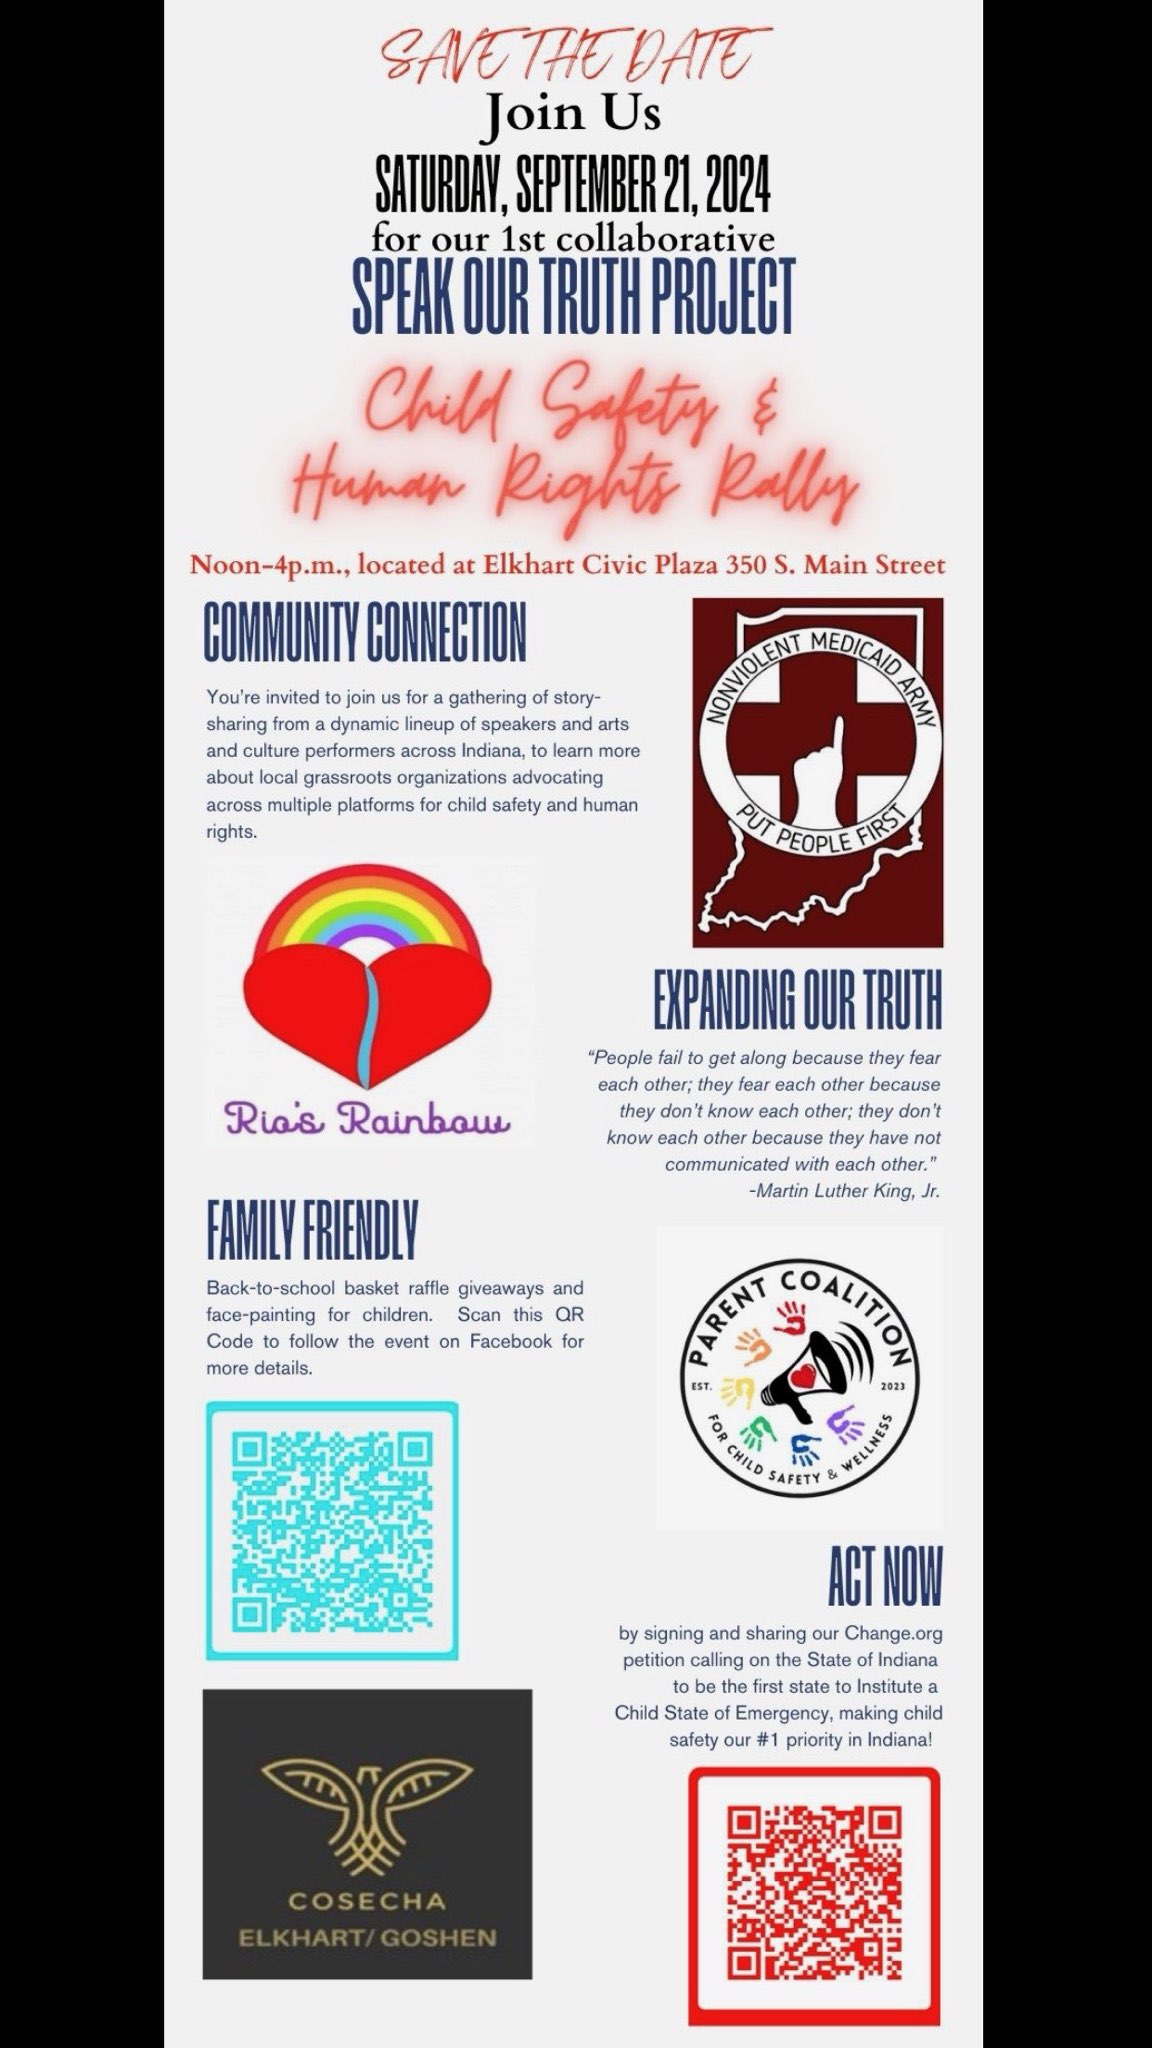 SAVE THE DATE
Join Us
SATURDAY, SEPTEMBER 21, 2024
for our 1st collaborative
SPEAK OUR TRUTH PROJECT
Child Safety &
Human Rights Rally
Noon-4p.m., located at Elkhart Civic Plaza 350 S. Main Street
COMMUNITY CONNECTION
You're invited to join us for a gathering of story-
sharing from a dynamic lineup of speakers and arts
and culture performers across Indiana, to learn more
about local grassroots organizations advocating
across multiple platforms for child safety and human
rights.
NONVIOLENT MEDICAID ARMY
PUT PEOPLE FIRST
Rio's Rainbow
EXPANDING OUR TRUTH
"People fail to get along because they fear
each other; they fear each other because
they don't know each other; they don't
know each other because they have not
communicated with each other."
-Martin Luther King, Jr.
FAMILY FRIENDLY
Back-to-school basket raffle giveaways and
face-painting for children. Scan this QR
Code to follow the event on Facebook for
more details.
PARENT COALITION
EST. 2023
FOR CHILD SAFETY & WELLNESS
ACT NOW
by signing and sharing our Change.org
petition calling on the State of Indiana
to be the first state to Institute a
Child State of Emergency, making child
safety our #1 priority in Indiana!
COSECHA
ELKHART/ GOSHEN